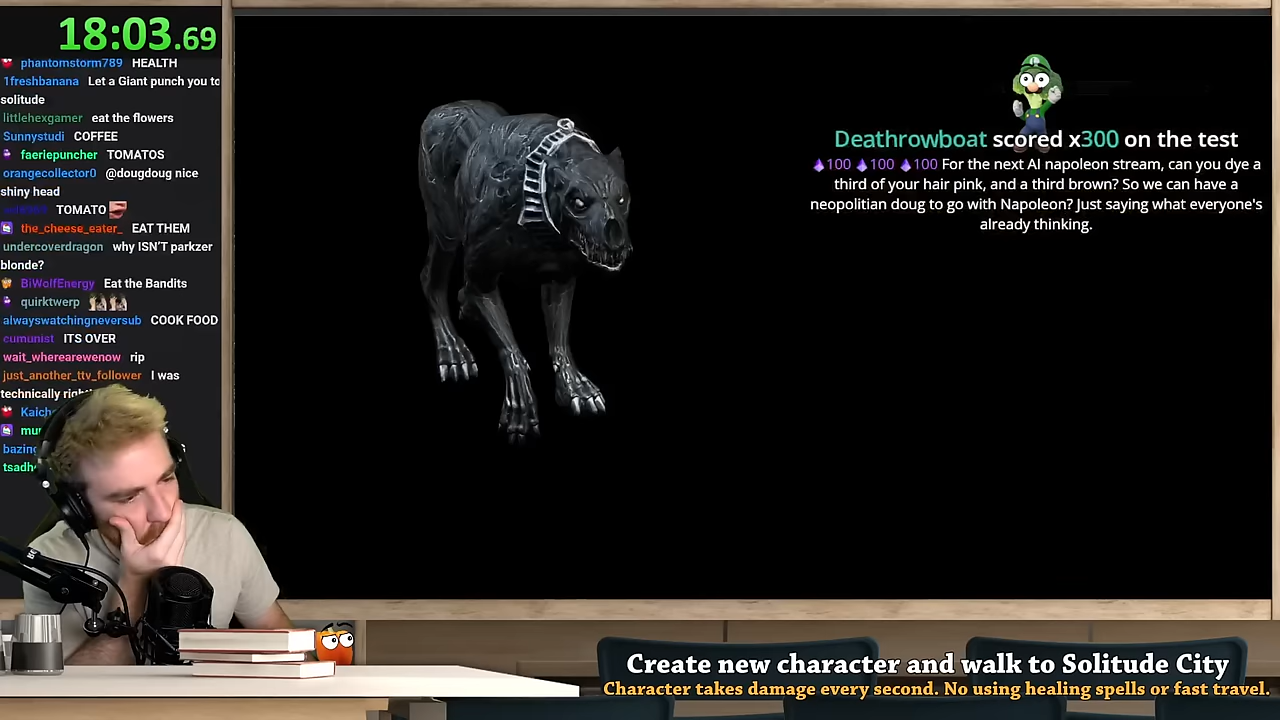 18:03.69
phantomstorm789 HEALTH
1freshbanana Let a Giant punch you to
solitude
littlehexgamer eat the flowers
Sunnystudi COFFEE
faeriepuncher TOMATOS
orangecollector0 @dougdoug nice
shiny head
TOMATO
the_cheese_eater_ EAT THEM
undercoverdragon why ISN'T parkzer
blonde?
BiWolfEnergy Eat the Bandits
quirktwerp
alwayswatchingneversub COOK FOOD
cumunist ITS OVER
wait_wherearewenow rip
just_another_ttv_follower I was
technically
Deathrowboat scored x300 on the test
100 100 100 For the next AI napoleon stream, can you dye a
third of your hair pink, and a third brown? So we can have a
neopolitian doug to go with Napoleon? Just saying what everyone's
already thinking.
Create new character and walk to Solitude City
Character takes damage every second. No using healing spells or fast travel.